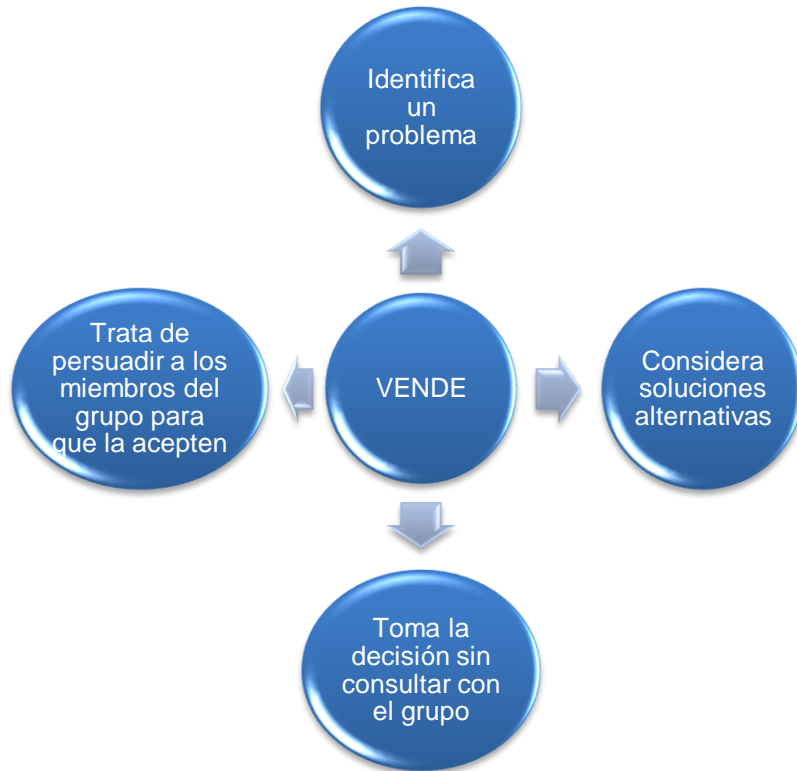 Identifica
un
problema
Trata de
persuadir a los
miembros del
grupo para
que la acepten
VENDE
Considera
soluciones
alternativas
Toma la
decisión sin
consultar con
el grupo